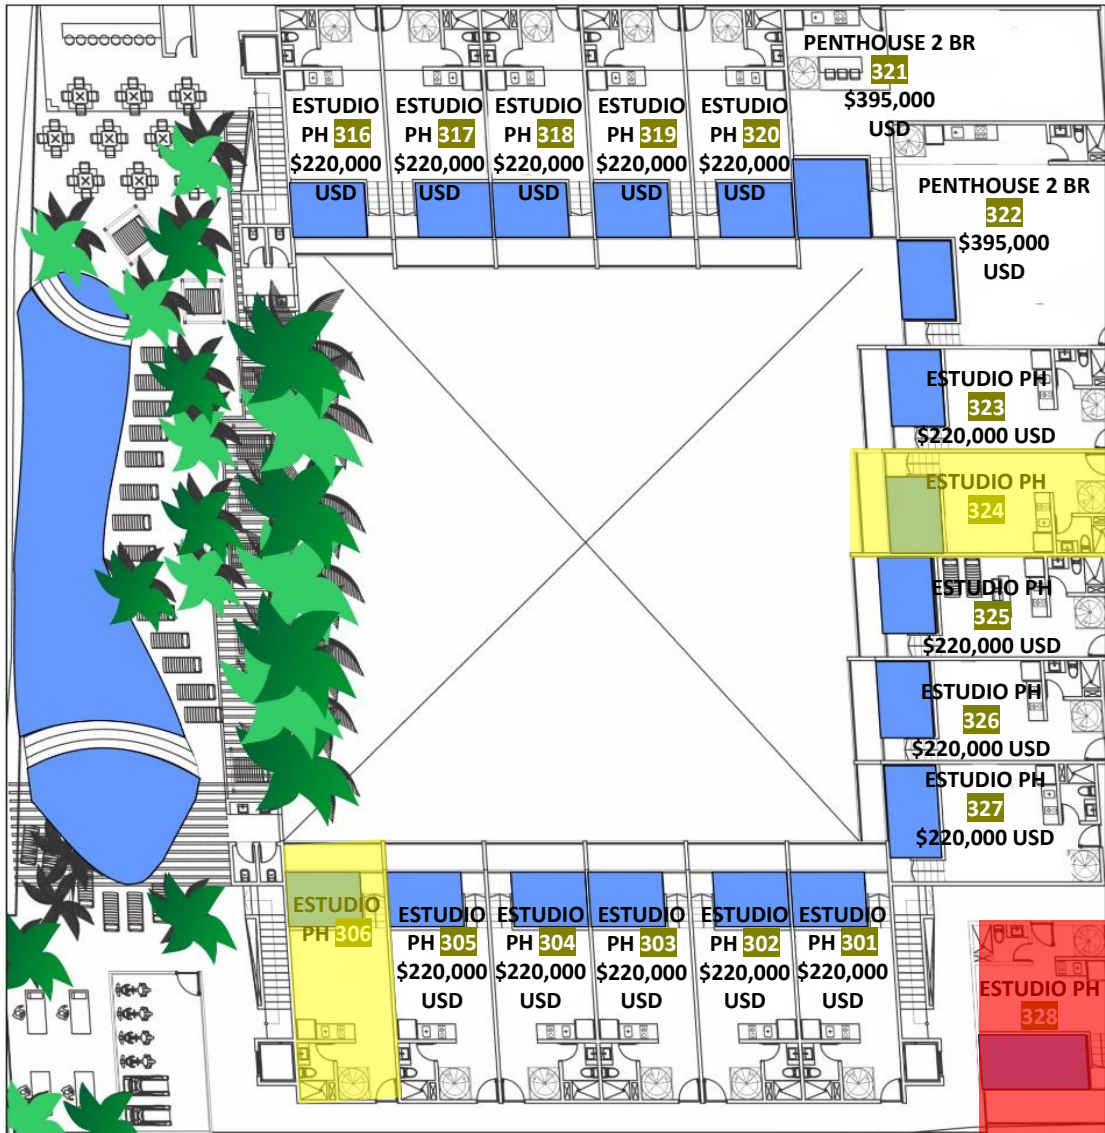 PENTHOUSE 2 BR
321
$395,000
USD
ESTUDIO
PH 316
$220,000
USD
ESTUDIO
PH 317
$220,000
USD
ESTUDIO
PH 318
$220,000
USD
ESTUDIO
PH 319
$220,000
USD
ESTUDIO
PH 320
$220,000
USD
PENTHOUSE 2 BR
322
$395,000
USD
ESTUDIO PH
323
$220,000 USD
ESTUDIO PH
324
ESTUDIO PH
325
$220,000 USD
ESTUDIO PH
326
$220,000 USD
ESTUDIO PH
327
$220,000 USD
ESTUDIO
PH 306
ESTUDIO
PH 305
$220,000
USD
ESTUDIO
PH 304
$220,000
USD
ESTUDIO
PH 303
$220,000
USD
ESTUDIO
PH 302
$220,000
USD
ESTUDIO
PH 301
$220,000
USD
ESTUDIO PH
328